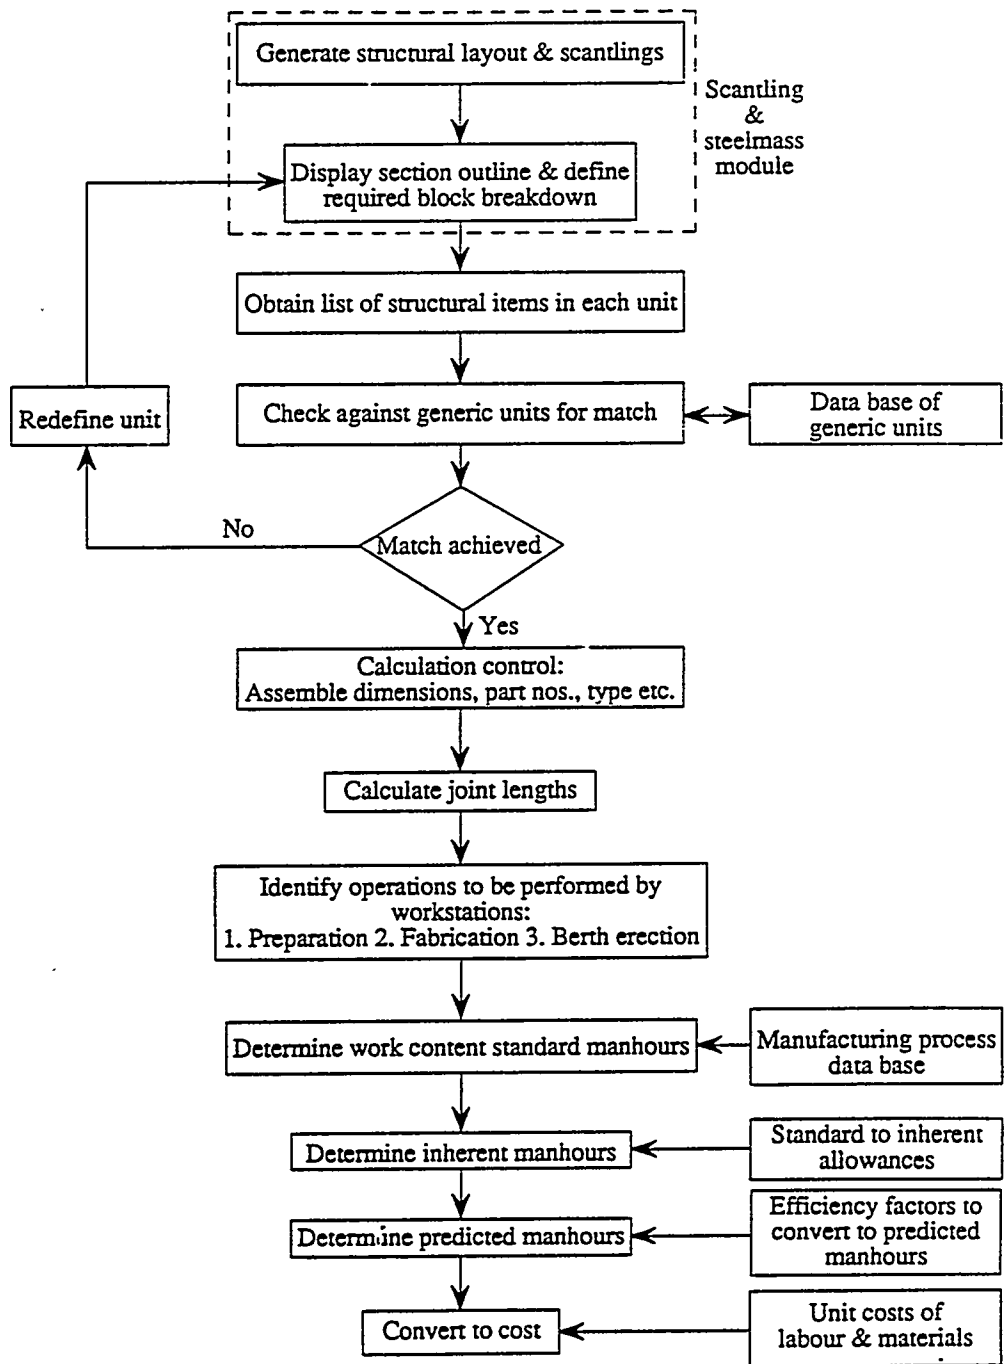 Generate structural layout & scantlings
Scantling
&
steelmass
module
Display section outline & define
required block breakdown
Obtain list of structural items in each unit
Redefine unit
Check against generic units for match
Data base of
generic units
No
Match achieved
Yes
Calculation control:
Assemble dimensions, part nos., type etc.
Calculate joint lengths
Identify operations to be performed by
workstations:
1. Preparation 2. Fabrication 3. Berth erection
Determine work content standard manhours
Manufacturing process
data base
Determine inherent manhours
Standard to inherent
allowances
Determine predicted manhours
Efficiency factors to
convert to predicted
manhours
Convert to cost
Unit costs of
labour & materials